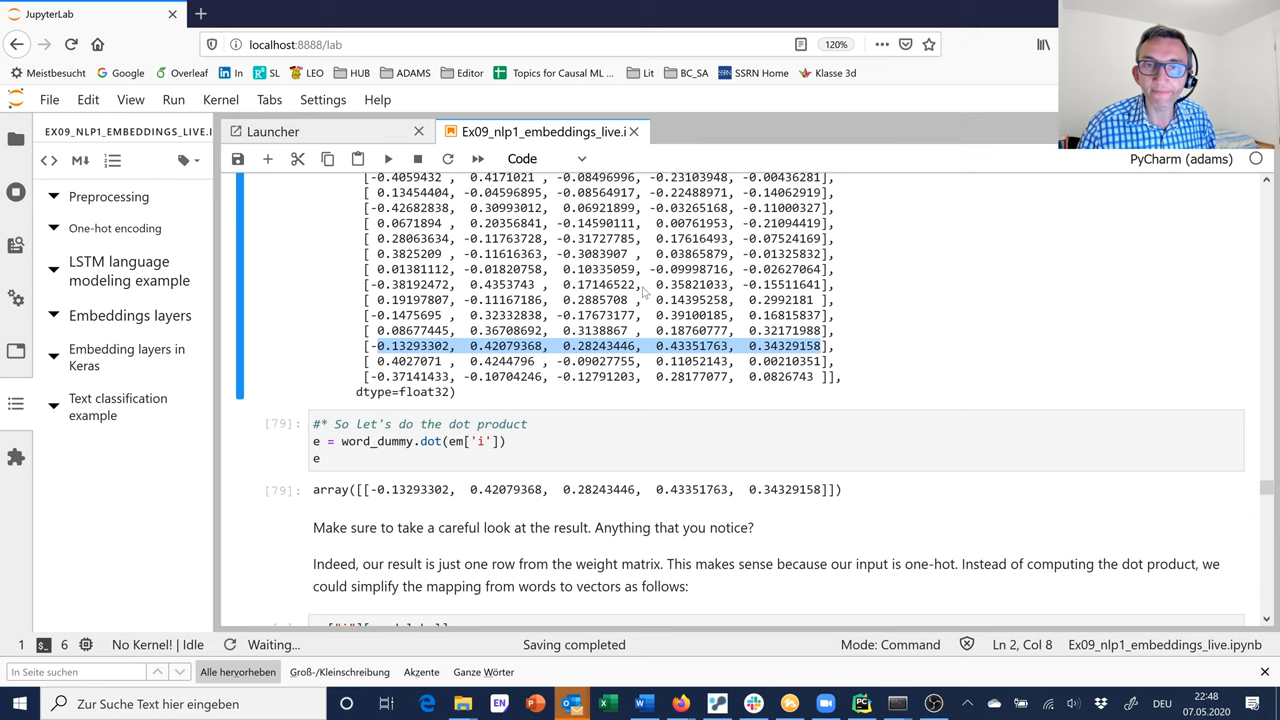 JupyterLab
localhost:8888/lab
120%
Meistbesucht Google Overleaf In SL LEO HUB ADAMS Editor Topics for Causal ML ... Lit BC_SA SSRN Home Klasse 3d
File Edit View Run Kernel Tabs Settings Help
EX09_NLP1_EMBEDDINGS_LIVE.I
Launcher
Ex09_nlp1_embeddings_live.i
Code
PyCharm (adams)
Preprocessing
One-hot encoding
LSTM language
modeling example
Embeddings layers
Embedding layers in
Keras
Text classification
example
[-0.4059432 , 0.4171021 , -0.08496996, -0.23103948, -0.00436281],
[ 0.13454404, -0.04596895, -0.08564917, -0.22488971, -0.14062919],
[-0.42682838, 0.30993012, 0.06921899, -0.03265168, -0.11000327],
[ 0.0671894 , 0.20356841, -0.14590111, 0.00761953, -0.21094419],
[ 0.28063634, -0.11763728, -0.31727785, 0.17616493, -0.07524169],
[ 0.3825209 , -0.11616363, -0.3083907 , 0.03865879, -0.01325832],
[ 0.01381112, -0.01820758, 0.10335059, -0.09998716, -0.02627064],
[-0.38192472, 0.4353743 , 0.17146522, 0.35821033, -0.15511641],
[ 0.19197807, -0.11167186, 0.2885708 , 0.14395258, 0.2992181 ],
[-0.1475695 , 0.32332838, -0.17673177, 0.39100185, 0.16815837],
[ 0.08677445, 0.36708692, 0.3138867 , 0.18760777, 0.32171988],
[-0.13293302, 0.42079368, 0.28243446, 0.43351763, 0.34329158],
[ 0.4027071 , 0.4244796 , -0.09027755, 0.11052143, 0.00210351],
[-0.37141433, -0.10704246, -0.12791203, 0.28177077, 0.0826743 ]],
dtype=float32)
[79]: #* So let's do the dot product
e = word_dummy.dot(em['i'])
e
[79]: array([[-0.13293302, 0.42079368, 0.28243446, 0.43351763, 0.34329158]])
Make sure to take a careful look at the result. Anything that you notice?
Indeed, our result is just one row from the weight matrix. This makes sense because our input is one-hot. Instead of computing the dot product, we
could simplify the mapping from words to vectors as follows:
1 6 No Kernel! | Idle Waiting... Saving completed Mode: Command Ln 2, Col 8 Ex09_nlp1_embeddings_live.ipynb
In Seite suchen Alle hervorheben Groß-/Kleinschreibung Akzente Ganze Wörter
Zur Suche Text hier eingeben
EN
DEU
22:48
07.05.2020